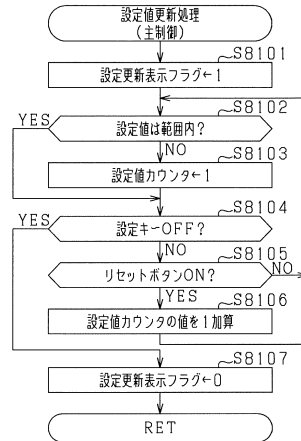 設定値更新処理
(主制御)
S8101
設定更新表示フラグ←1
S8102
設定値は範囲内?
YES
NO
S8103
設定値カウンタ←1
S8104
設定キーOFF?
YES
NO
S8105
リセットボタンON?
NO
YES
S8106
設定値カウンタの値を1加算
S8107
設定更新表示フラグ←0
RET